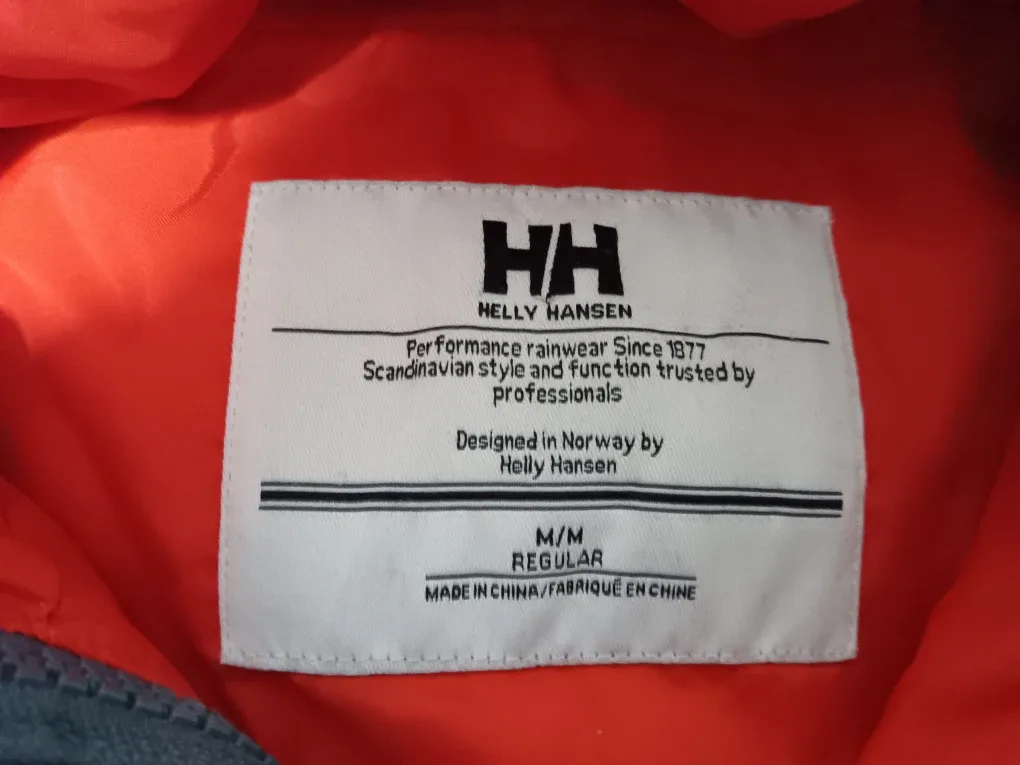 HH
HELLY HANSEN
Performance rainwear Since 1877
Scandinavian style and function trusted by
professionals
Designed in Norway by
Helly Hansen
M/M
REGULAR
MADE IN CHINA/FABRIQUÉ EN CHINE